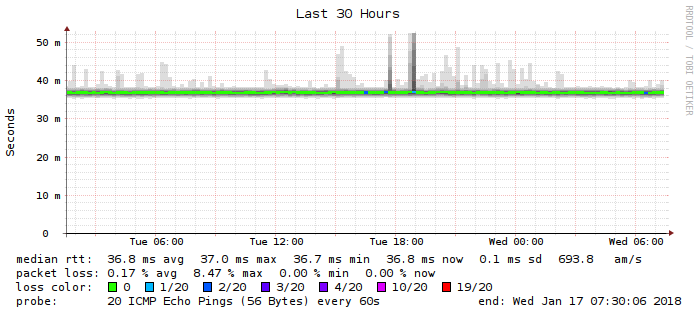 Last 30 Hours
RRDTOOL / TOBI OETIKER
Seconds
50 m
40 m
30 m
20 m
10 m
0
Tue 06:00 Tue 12:00 Tue 18:00 Wed 00:00 Wed 06:00
median rtt: 36.8 ms avg 37.0 ms max 36.7 ms min 36.8 ms now 0.1 ms sd 693.8 am/s
packet loss: 0.17 % avg 8.47 % max 0.00 % min 0.00 % now
loss color: 0 1/20 2/20 3/20 4/20 10/20 19/20
probe: 20 ICMP Echo Pings (56 Bytes) every 60s end: Wed Jan 17 07:30:06 2018